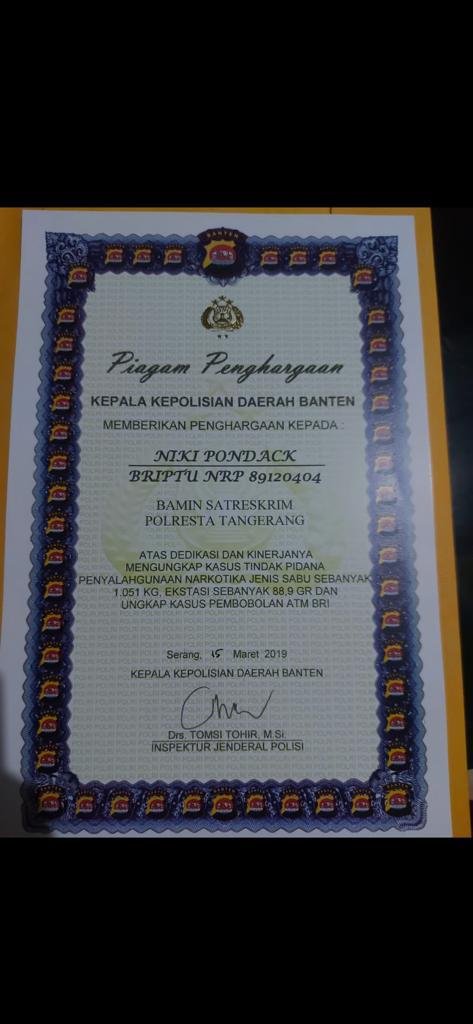 BANTEN
Piagam Penghargaan
KEPALA KEPOLISIAN DAERAH BANTEN
MEMBERIKAN PENGHARGAAN KEPADA :
NIKI PONDACK
BRIPTU NRP 89120404
BAMIN SATRESKRIM
POLRESTA TANGERANG
ATAS DEDIKASI DAN KINERJANYA
MENGUNGKAP KASUS TINDAK PIDANA
PENYALAHGUNAAN NARKOTIKA JENIS SABU SEBANYAK
1.051 KG, EKSTASI SEBANYAK 88,9 GR DAN
UNGKAP KASUS PEMBOBOLAN ATM BRI
Serang, 15 Maret 2019
KEPALA KEPOLISIAN DAERAH BANTEN
Drs. TOMSI TOHIR, M.Si.
INSPEKTUR JENDERAL POLISI